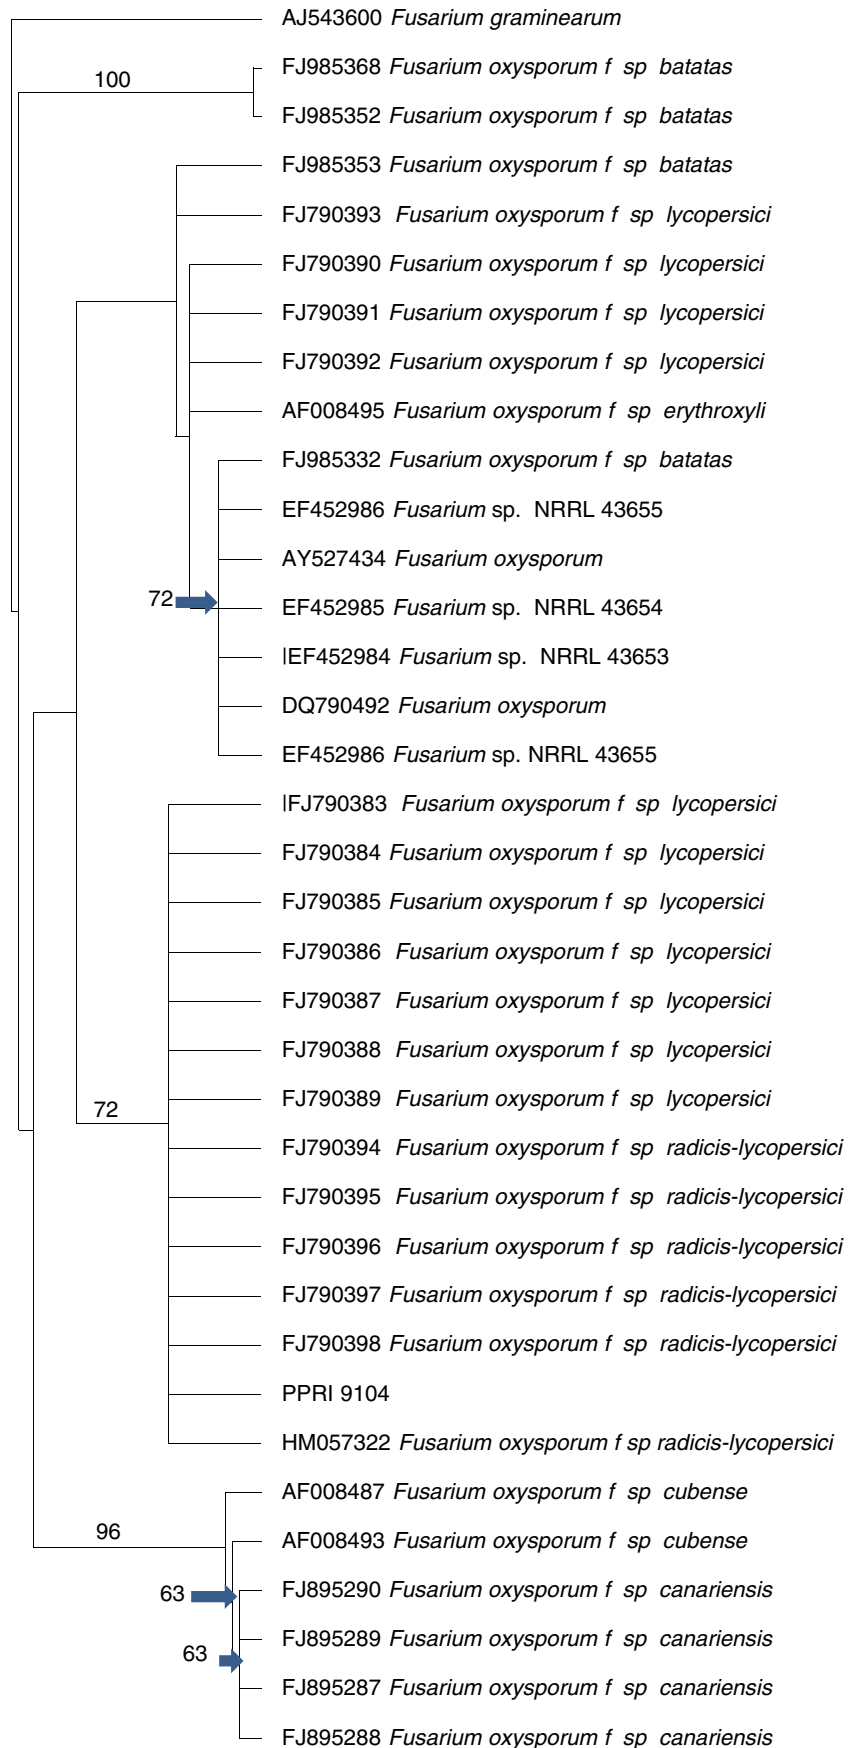 AJ543600 Fusarium graminearum
FJ985368 Fusarium oxysporum f sp batatas
100
FJ985352 Fusarium oxysporum f sp batatas
FJ985353 Fusarium oxysporum f sp batatas
FJ790393 Fusarium oxysporum f sp lycopersici
FJ790390 Fusarium oxysporum f sp lycopersici
FJ790391 Fusarium oxysporum f sp lycopersici
FJ790392 Fusarium oxysporum f sp lycopersici
AF008495 Fusarium oxysporum f sp erythroxyli
FJ985332 Fusarium oxysporum f sp batatas
EF452986 Fusarium sp. NRRL 43655
AY527434 Fusarium oxysporum
72
EF452985 Fusarium sp. NRRL 43654
|EF452984 Fusarium sp. NRRL 43653
DQ790492 Fusarium oxysporum
EF452986 Fusarium sp. NRRL 43655
|FJ790383 Fusarium oxysporum f sp lycopersici
FJ790384 Fusarium oxysporum f sp lycopersici
FJ790385 Fusarium oxysporum f sp lycopersici
FJ790386 Fusarium oxysporum f sp lycopersici
FJ790387 Fusarium oxysporum f sp lycopersici
FJ790388 Fusarium oxysporum f sp lycopersici
FJ790389 Fusarium oxysporum f sp lycopersici
72
FJ790394 Fusarium oxysporum f sp radicis-lycopersici
FJ790395 Fusarium oxysporum f sp radicis-lycopersici
FJ790396 Fusarium oxysporum f sp radicis-lycopersici
FJ790397 Fusarium oxysporum f sp radicis-lycopersici
FJ790398 Fusarium oxysporum f sp radicis-lycopersici
PPRI 9104
HM057322 Fusarium oxysporum f sp radicis-lycopersici
AF008487 Fusarium oxysporum f sp cubense
96
AF008493 Fusarium oxysporum f sp cubense
63
FJ895290 Fusarium oxysporum f sp canariensis
FJ895289 Fusarium oxysporum f sp canariensis
63
FJ895287 Fusarium oxysporum f sp canariensis
FJ895288 Fusarium oxysporum f sp canariensis